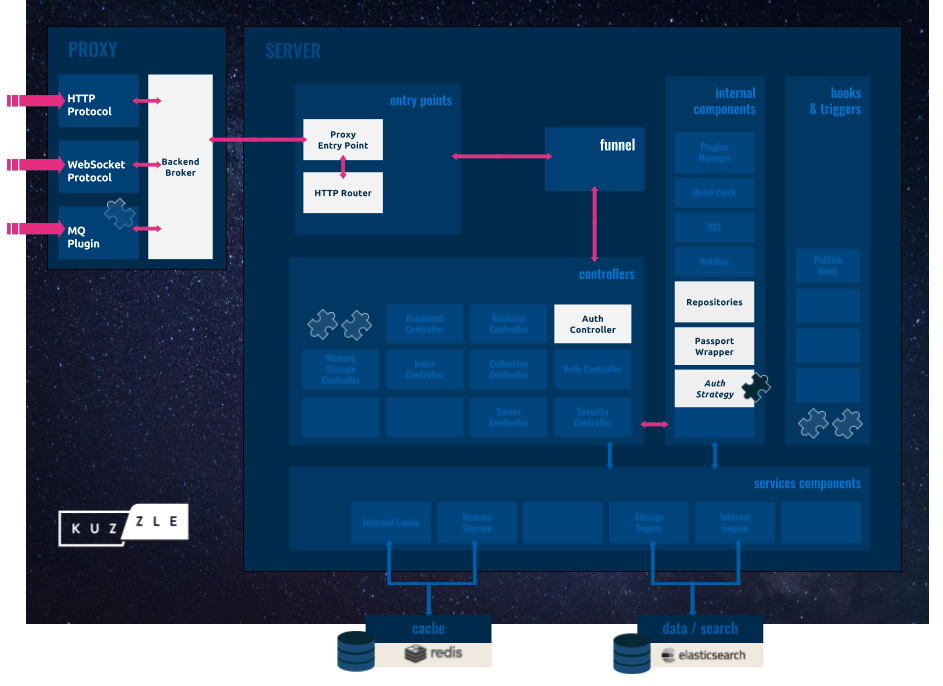 PROXY
HTTP
Protocol
WebSocket
Protocol
MQ
Plugin
Backend
Broker
SERVER
entry points
Proxy
Entry Point
HTTP Router
funnel
controllers
Document
Controller
Realtime
Controller
Auth
Controller
Memory
Storage
Controller
Index
Controller
Collection
Controller
Bulk Controller
Server
Controller
Security
Controller
internal
components
Plugins
Manager
Hotel Clerk
DSL
Notifier
Repositories
Passport
Wrapper
Auth
Strategy
hooks
& triggers
Publish
Hook
services components
Internal Cache
Memory
Storage
Storage
Engine
Internal
Engine
KUZZLE
cache
redis
data / search
elasticsearch